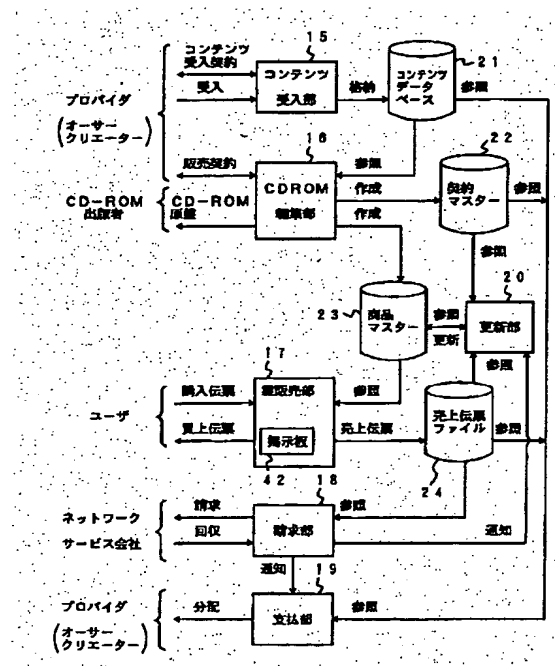 コンテンツ
受入契約
15
コンテンツ
受入部
受入
格納
コンテンツ
データ
ベース
21
参照
プロバイダ
(オーサー
クリエーター)
販売契約
16
参照
CDROM
編集部
作成
作成
22
契約
マスター
参照
CD-ROM
出版者
CD-ROM
原盤
参照
20
更新部
23
商品
マスター
参照
更新
参照
17
購入伝票
買上伝票
ユーザ
販売部
掲示板
42
参照
売上伝票
売上伝票
ファイル
参照
24
18
ネットワーク
サービス会社
請求
回収
請求部
参照
通知
通知
19
プロバイダ
(オーサー
クリエーター)
分配
支払部
参照